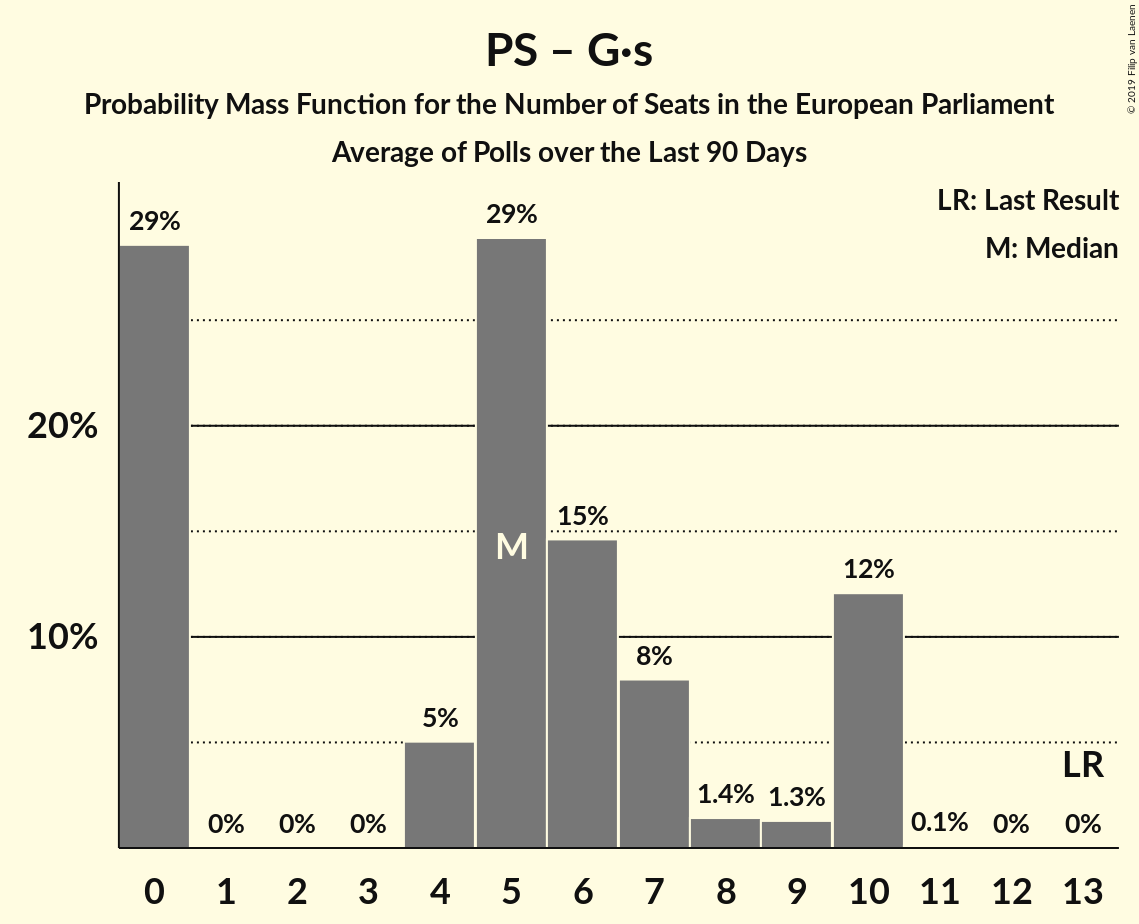 PS – G·s
Probability Mass Function for the Number of Seats in the European Parliament
Average of Polls over the Last 90 Days
© 2019 Filip van Laenen
LR: Last Result
M: Median
29%
29%
20%
15%
M
12%
10%
8%
5%
LR
1.4%
1.3%
0%
0%
0%
0.1%
0%
0%
0 1 2 3 4 5 6 7 8 9 10 11 12 13